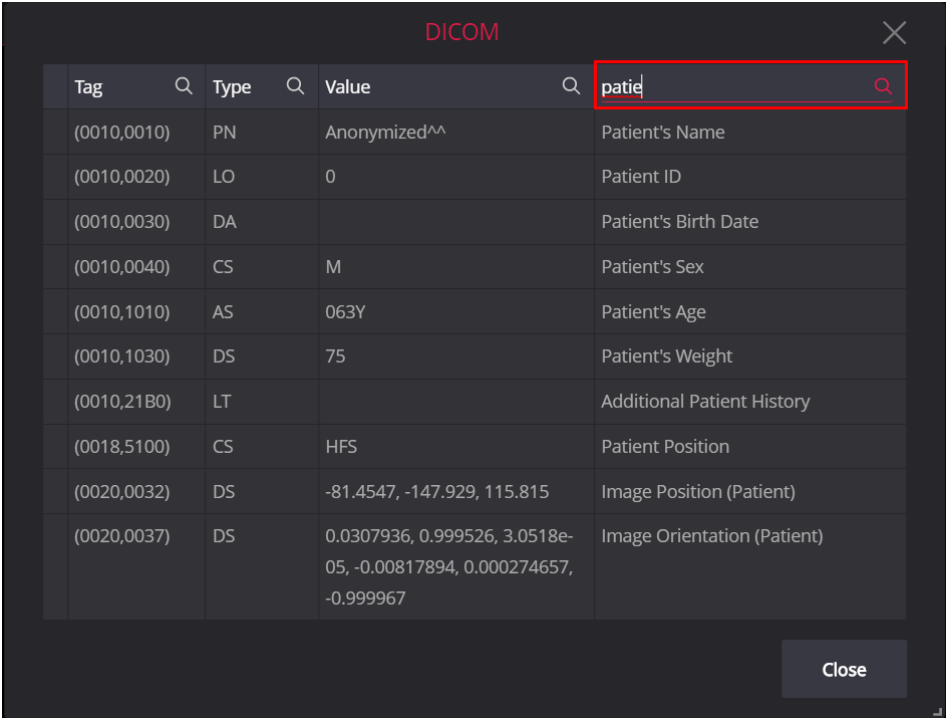 DICOM
Tag Type Value patie
(0010,0010) PN Anonymized^^ Patient's Name
(0010,0020) LO 0 Patient ID
(0010,0030) DA Patient's Birth Date
(0010,0040) CS M Patient's Sex
(0010,1010) AS 063Y Patient's Age
(0010,1030) DS 75 Patient's Weight
(0010,21B0) LT Additional Patient History
(0018,5100) CS HFS Patient Position
(0020,0032) DS -81.4547, -147.929, 115.815 Image Position (Patient)
(0020,0037) DS 0.0307936, 0.999526, 3.0518e- Image Orientation (Patient)
05, -0.00817894, 0.000274657,
-0.999967
Close